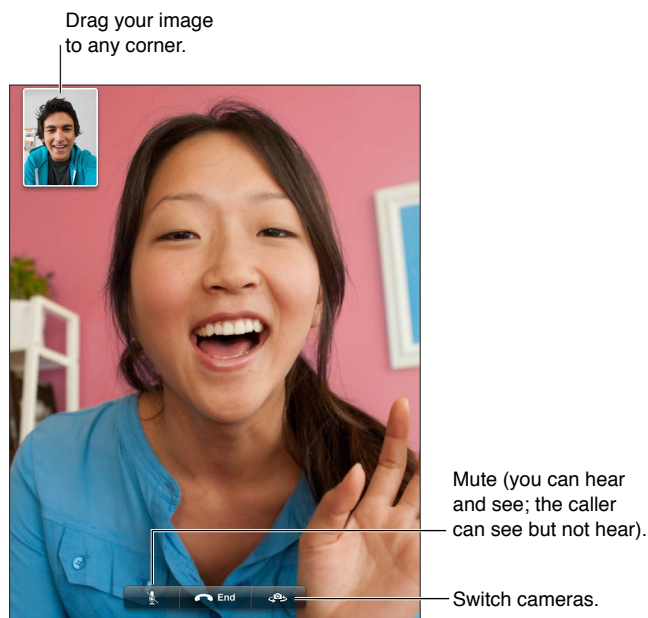 Drag your image
to any corner.
Mute (you can hear
and see; the caller
can see but not hear).
End
Switch cameras.